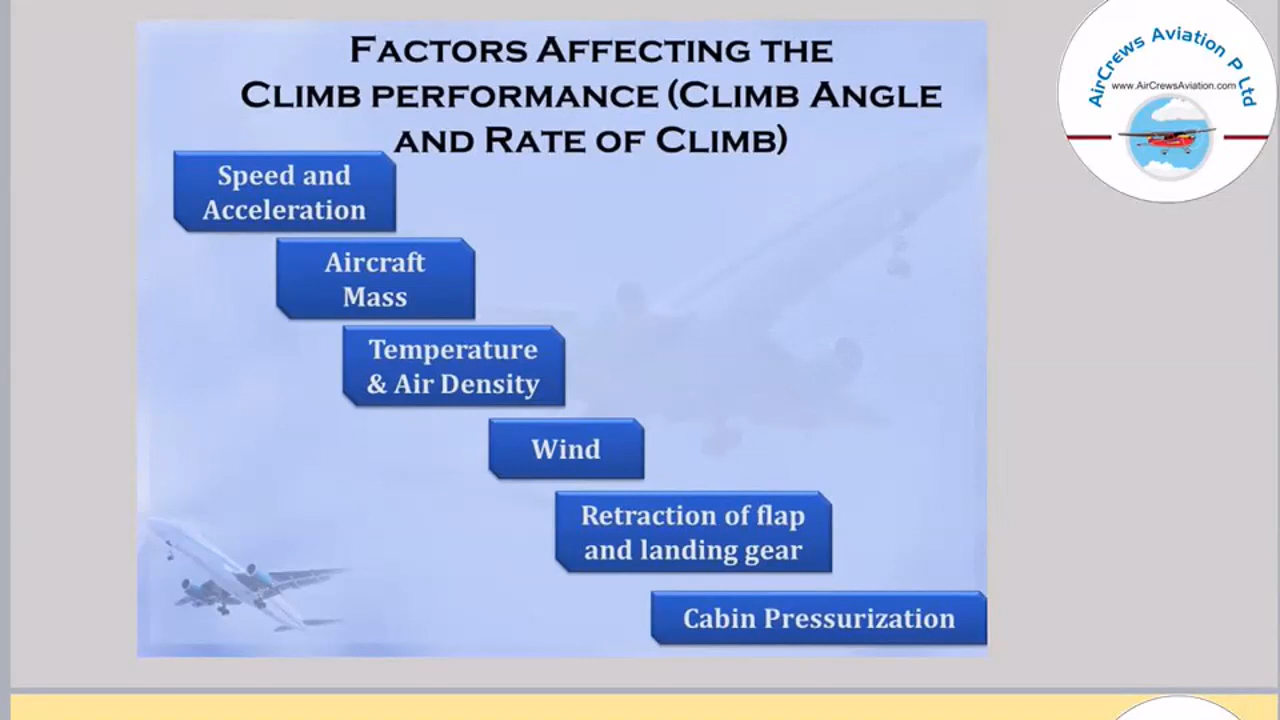 FACTORS AFFECTING THE
CLIMB PERFORMANCE (CLIMB ANGLE
AND RATE OF CLIMB)
Speed and
Acceleration
Aircraft
Mass
Temperature
& Air Density
Wind
Retraction of flap
and landing gear
Cabin Pressurization
AirCrews Aviation P Ltd
www.AirCrewsAviation.com